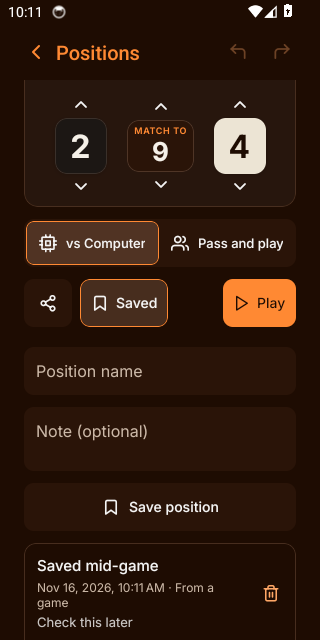 10:11
Positions
2
MATCH TO
9
4
vs Computer
Pass and play
Saved
Play
Position name
Note (optional)
Save position
Saved mid-game
Nov 16, 2026, 10:11 AM · From a
game
Check this later